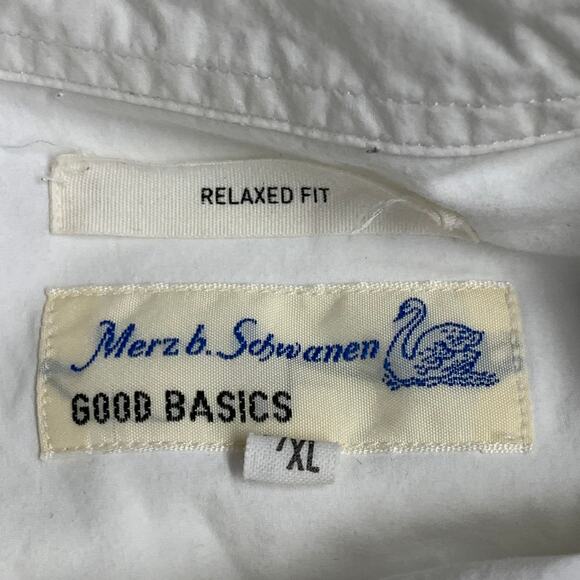 RELAXED FIT
Merz b. Schwanen
GOOD BASICS
XL